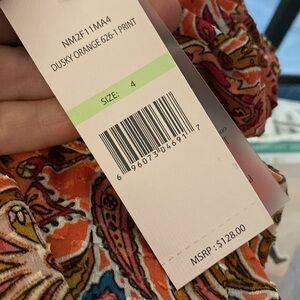 NM2F11MA4
DUSKY ORANGE 626-1 PRINT
SIZE: 4
6 96073 04691 7
MSRP: $128.00